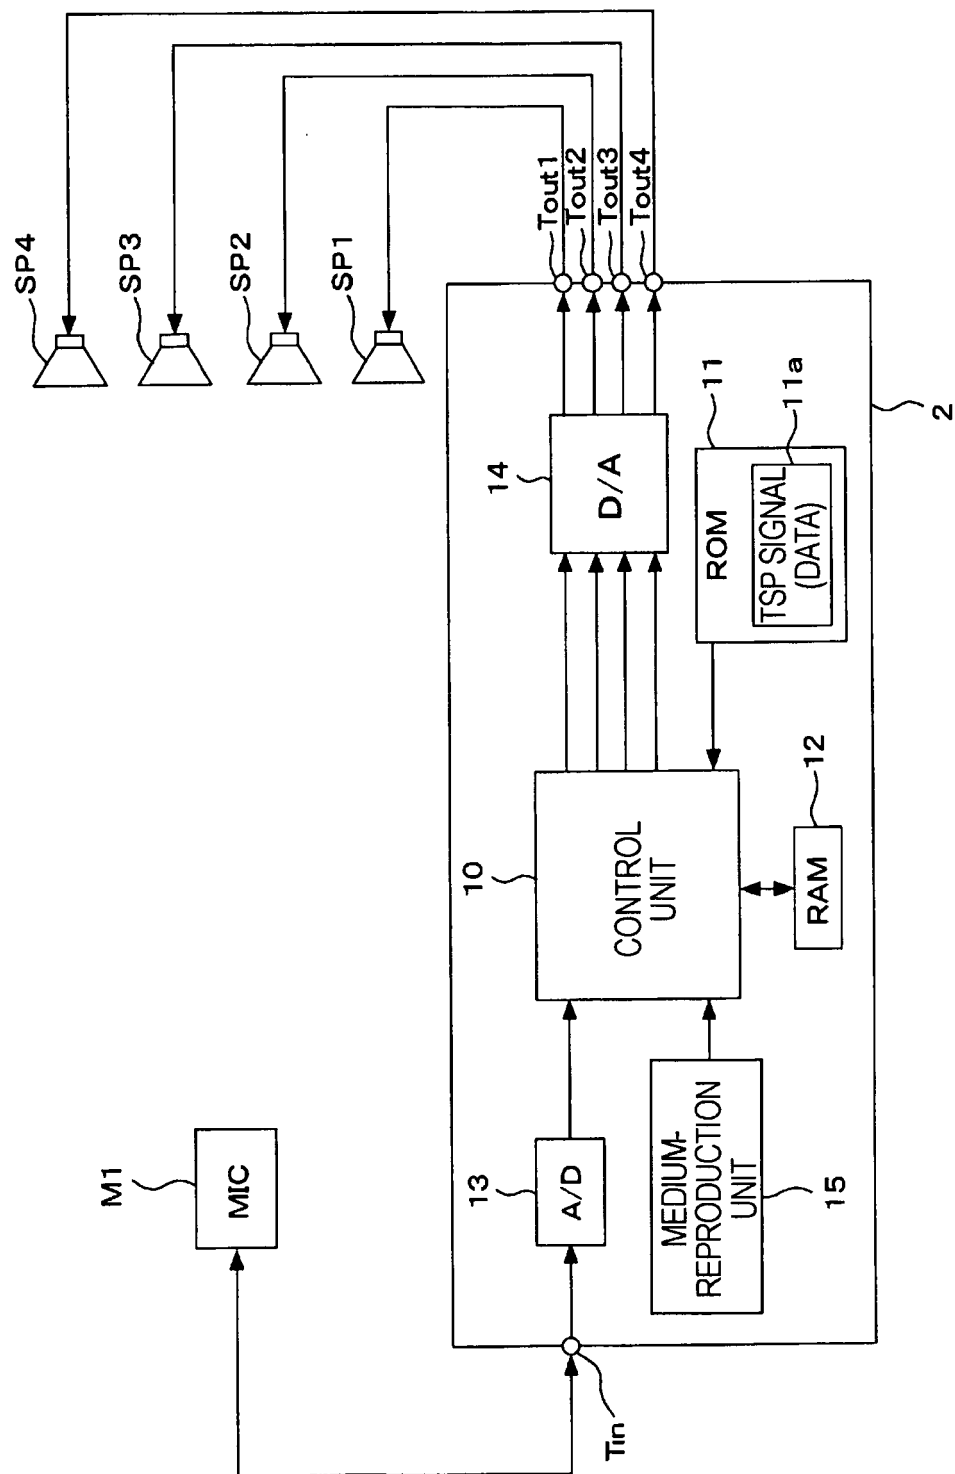 SP4
SP3
SP2
SP1
Tout1
Tout2
Tout3
Tout4
M1
MIC
Tin
13
A/D
10
CONTROL
UNIT
14
D/A
MEDIUM-
REPRODUCTION
UNIT
15
RAM
12
ROM
11
TSP SIGNAL
(DATA)
11a
2